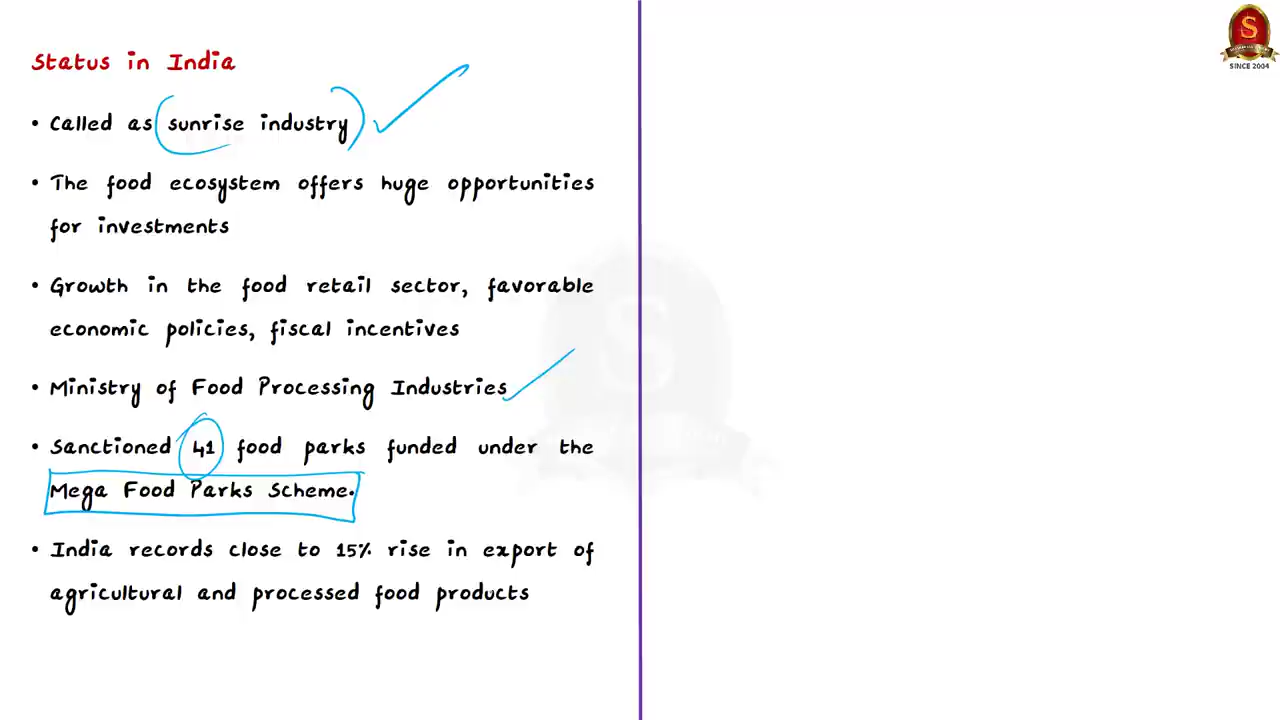 Status in India
• Called as sunrise industry
• The food ecosystem offers huge opportunities
for investments
• Growth in the food retail sector, favorable
economic policies, fiscal incentives
• Ministry of Food Processing Industries
• Sanctioned 41 food parks funded under the
Mega Food Parks Scheme.
• India records close to 15% rise in export of
agricultural and processed food products
S
SINCE 2004